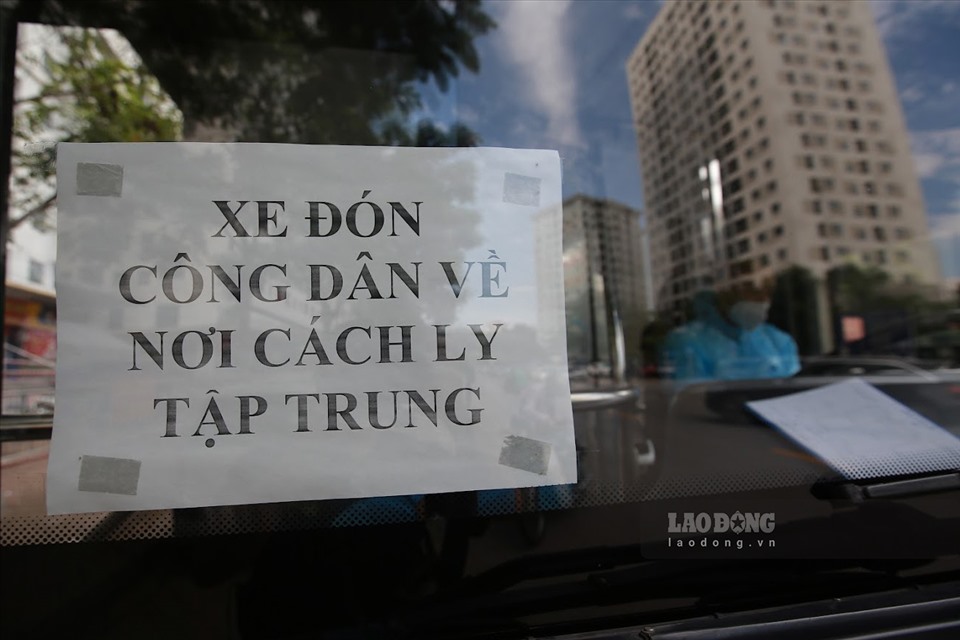 XE ĐÓN
CÔNG DÂN VỀ
NƠI CÁCH LY
TẬP TRUNG
LAO ĐỘNG
laodong.vn